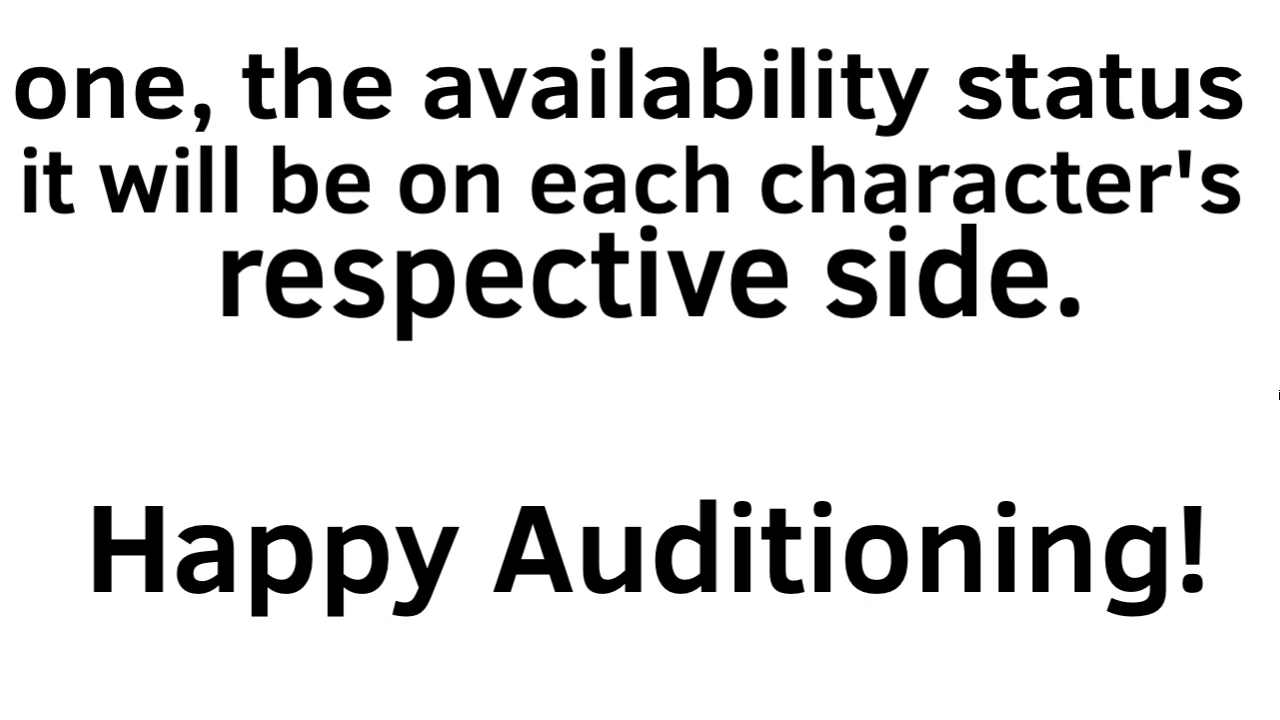 one, the availability status
it will be on each character's
respective side.
Happy Auditioning!